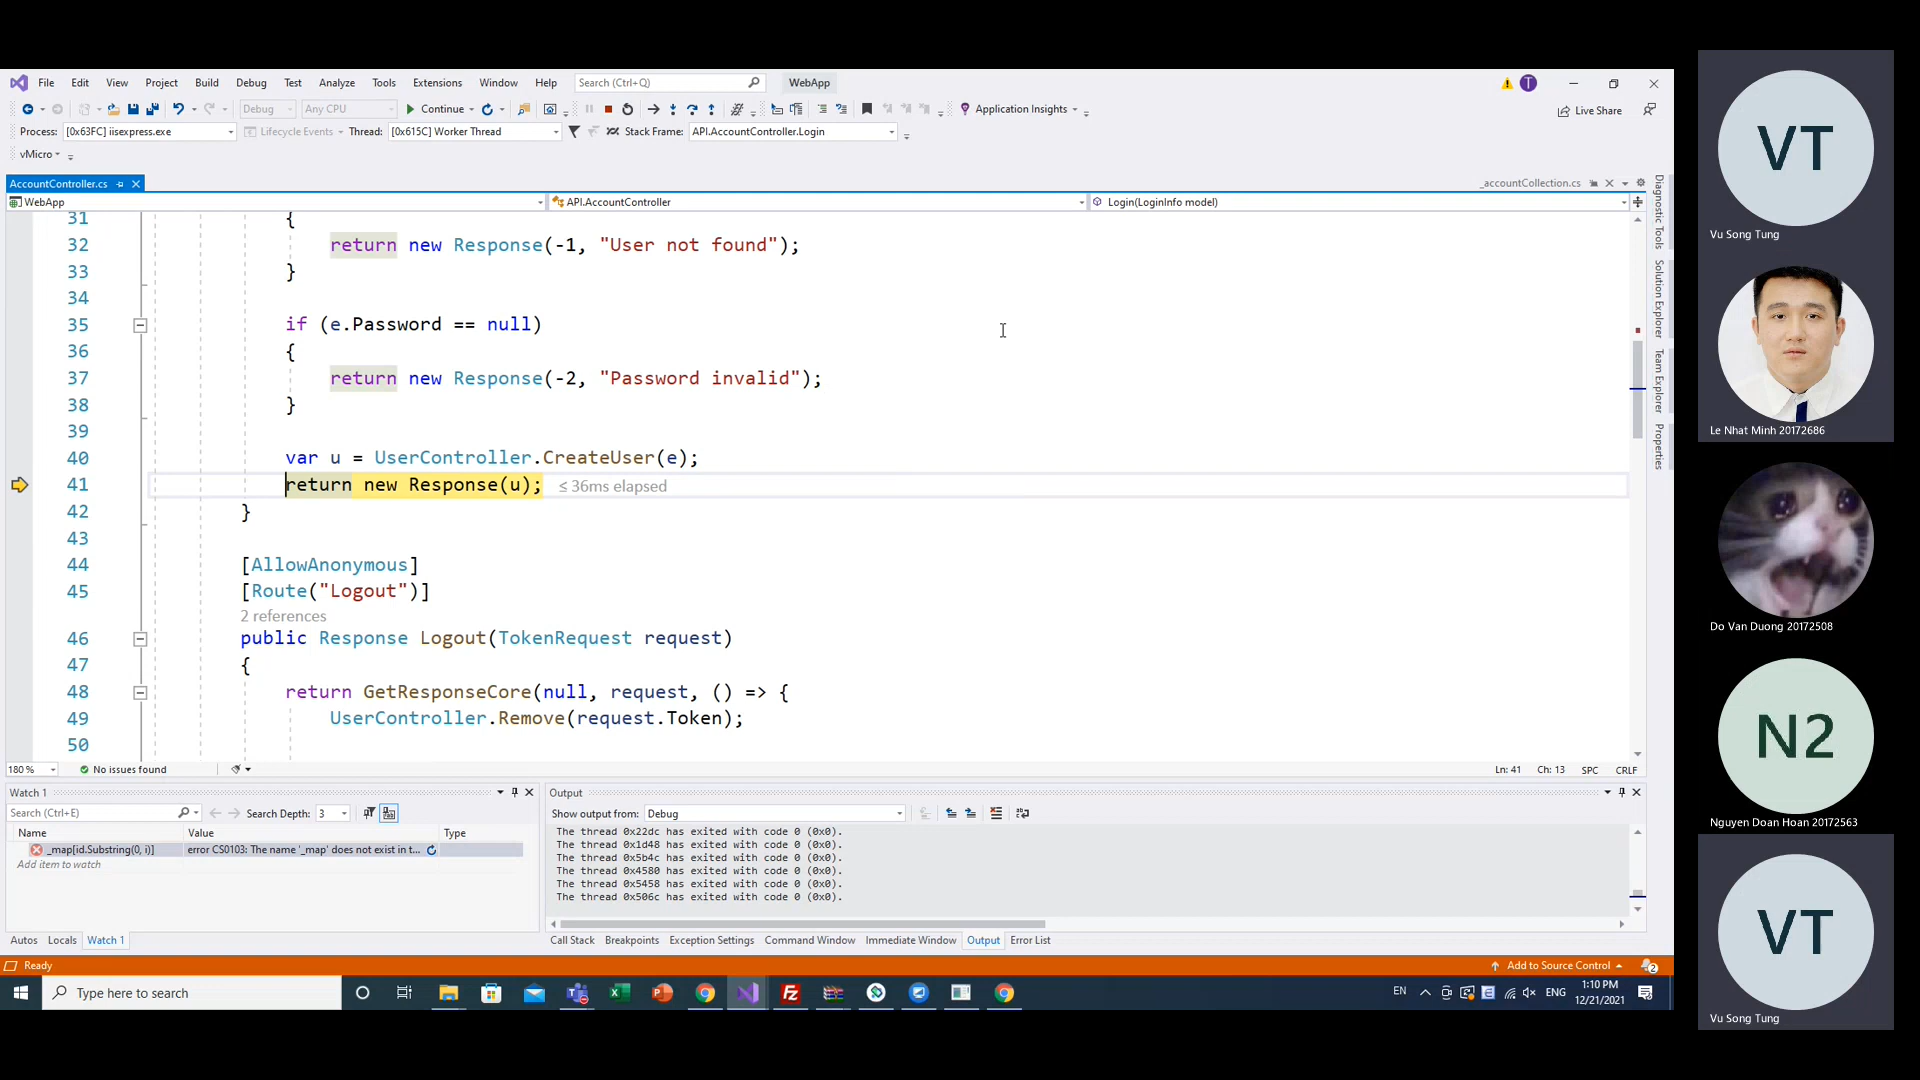 File Edit View Project Build Debug Test Analyze Tools Extensions Window Help Search (Ctrl+Q) WebApp T
Debug Any CPU Continue Application Insights Live Share
Process: [0x63FC] iisexpress.exe Lifecycle Events Thread: [0x615C] Worker Thread Stack Frame: API.AccountController.Login
vMicro
AccountController.cs _accountCollection.cs
WebApp API.AccountController Login(LoginInfo model)
31 {
32 return new Response(-1, "User not found");
33 }
34
35 if (e.Password == null)
36 {
37 return new Response(-2, "Password invalid");
38 }
39
40 var u = UserController.CreateUser(e);
41 return new Response(u); ≤ 36ms elapsed
42 }
43
44 [AllowAnonymous]
45 [Route("Logout")]
2 references
46 public Response Logout(TokenRequest request)
47 {
48 return GetResponseCore(null, request, () => {
49 UserController.Remove(request.Token);
50
180 % No issues found Ln: 41 Ch: 13 SPC CRLF
Diagnostic Tools
Solution Explorer
Team Explorer
Properties
Watch 1
Search (Ctrl+E) Search Depth: 3
Name Value Type
_map[id.Substring(0, i)] error CS0103: The name '_map' does not exist in t...
Add item to watch
Autos Locals Watch 1
Output
Show output from: Debug
The thread 0x22dc has exited with code 0 (0x0).
The thread 0x1d48 has exited with code 0 (0x0).
The thread 0x5b4c has exited with code 0 (0x0).
The thread 0x4580 has exited with code 0 (0x0).
The thread 0x5458 has exited with code 0 (0x0).
The thread 0x506c has exited with code 0 (0x0).
Call Stack Breakpoints Exception Settings Command Window Immediate Window Output Error List
Ready Add to Source Control 2
Type here to search EN ENG 1:10 PM
12/21/2021
VT
Vu Song Tung
Le Nhat Minh 20172686
Do Van Duong 20172508
N2
Nguyen Doan Hoan 20172563
VT
Vu Song Tung